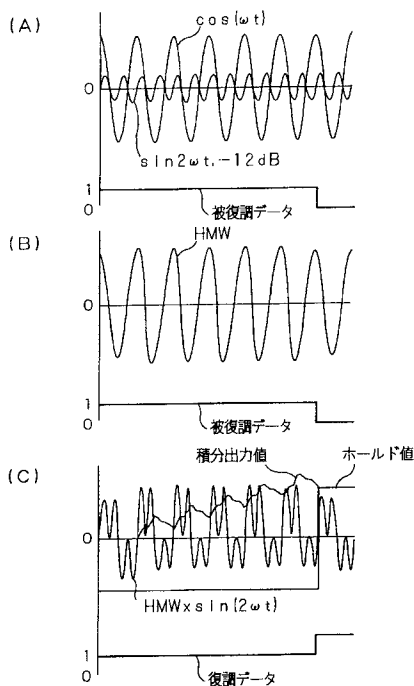 (A)
cos(ωt)
0
sin2ωt,-12dB
1
0
被復調データ
(B)
HMW
0
1
0
被復調データ
(C)
積分出力値
ホールド値
0
HMW×sin(2ωt)
1
0
復調データ